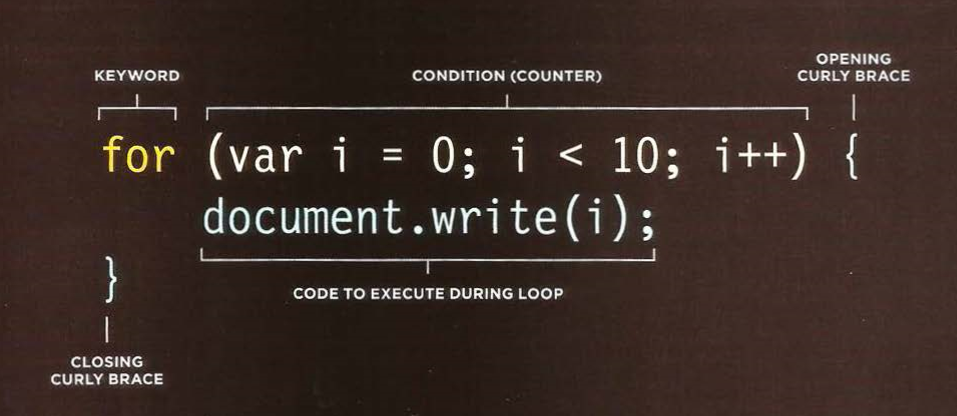 KEYWORD
CONDITION (COUNTER)
OPENING
CURLY BRACE
for (var i = 0; i < 10; i++) {
document.write(i);
}
CODE TO EXECUTE DURING LOOP
CLOSING
CURLY BRACE